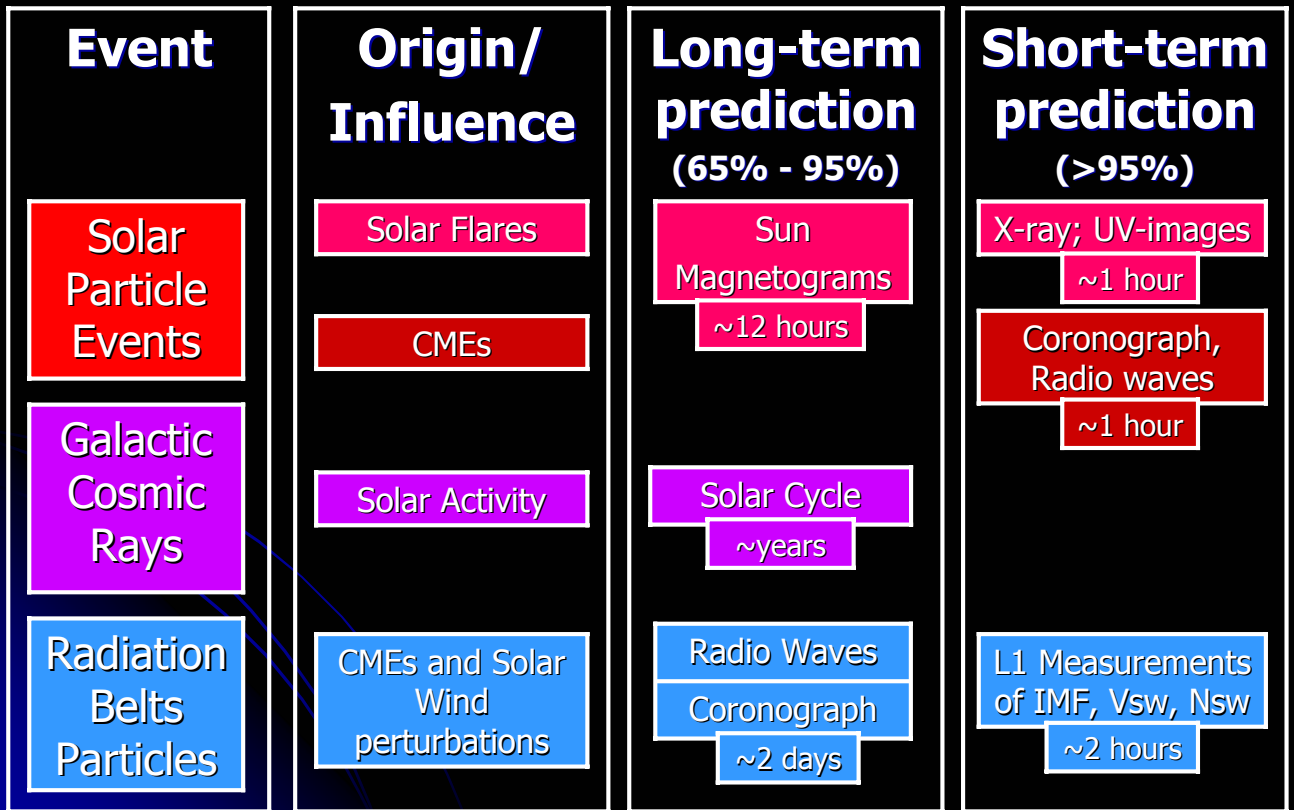 Event
Origin/
Influence
Long-term
prediction
(65% - 95%)
Short-term
prediction
(>95%)
Solar
Particle
Events
Solar Flares
CMEs
Sun
Magnetograms
~12 hours
X-ray; UV-images
~1 hour
Coronograph,
Radio waves
~1 hour
Galactic
Cosmic
Rays
Solar Activity
Solar Cycle
~years
Radiation
Belts
Particles
CMEs and Solar
Wind
perturbations
Radio Waves
Coronograph
~2 days
L1 Measurements
of IMF, Vsw, Nsw
~2 hours